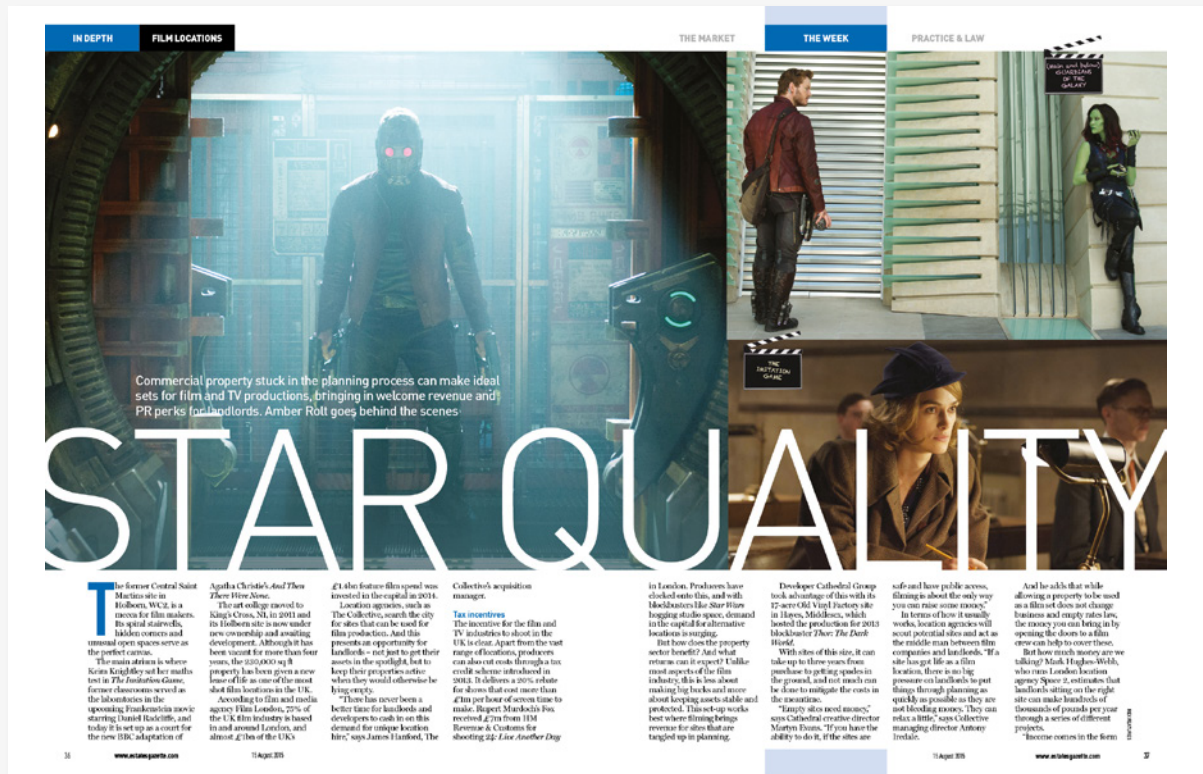 IN DEPTH
FILM LOCATIONS
THE MARKET
THE WEEK
PRACTICE & LAW
(main and below)
GUARDIANS
OF THE
GALAXY
THE
IMITATION
GAME
Commercial property stuck in the planning process can make ideal
sets for film and TV productions, bringing in welcome revenue and
PR perks for landlords. Amber Rolt goes behind the scenes
STAR QUALITY
The former Central Saint
Martins site in
Holborn, WC2, is a
mecca for film makers.
Its spiral stairwells,
hidden corners and
unusual open spaces serve as
the perfect canvas.
The main atrium is where
Keira Knightley sat her maths
test in The Imitation Game,
former classrooms served as
the laboratories in the
upcoming Frankenstein movie
starring Daniel Radcliffe, and
today it is set up as a court for
the new BBC adaptation of
Agatha Christie's And Then
There Were None.
The art college moved to
King's Cross, N1, in 2011 and
its Holborn site is now under
new ownership and awaiting
development. Although it has
been vacant for more than four
years, the 220,000 sq ft
property has been given a new
lease of life as one of the most
shot film locations in the UK.
According to film and media
agency Film London, 75% of
the UK film industry is based
in and around London, and
almost £1bn of the UK's
£1.4bn feature film spend was
invested in the capital in 2014.
Location agencies, such as
The Collective, search the city
for sites that can be used for
film production. And this
presents an opportunity for
landlords – not just to get their
assets in the spotlight, but to
keep their properties active
when they would otherwise be
lying empty.
"There has never been a
better time for landlords and
developers to cash in on this
demand for unique location
hire," says James Hanford, The
Collective's acquisition
manager.
Tax incentives
The incentive for the film and
TV industries to shoot in the
UK is clear. Apart from the vast
range of locations, producers
can also cut costs through a tax
credit scheme introduced in
2013. It delivers a 20% rebate
for shows that cost more than
£1m per hour of screen time to
make. Rupert Murdoch's Fox
received £7m from HM
Revenue & Customs for
shooting 24: Live Another Day
in London. Producers have
clocked onto this, and with
blockbusters like Star Wars
hogging studio space, demand
in the capital for alternative
locations is surging.
But how does the property
sector benefit? And what
returns can it expect? Unlike
most aspects of the film
industry, this is less about
making big bucks and more
about keeping assets stable and
protected. This set-up works
best where filming brings
revenue for sites that are
tangled up in planning.
Developer Cathedral Group
took advantage of this with its
17-acre Old Vinyl Factory site
in Hayes, Middlesex, which
hosted the production for 2013
blockbuster Thor: The Dark
World.
With sites of this size, it can
take up to three years from
purchase to getting spades in
the ground, and not much can
be done to mitigate the costs in
the meantime.
"Empty sites need money,"
says Cathedral creative director
Martyn Evans. "If you have the
ability to do it, if the sites are
safe and have public access,
filming is about the only way
you can raise some money."
In terms of how it usually
works, location agencies will
scout potential sites and act as
the middle man between film
companies and landlords. "If a
site has got life as a film
location, there is no big
pressure on landlords to put
things through planning as
quickly as possible as they are
not bleeding money. They can
relax a little," says Collective
managing director Antony
Iredale.
And he adds that while
allowing a property to be used
as a film set does not change
business and empty rates law,
the money you can bring in by
opening the doors to a film
crew can help to cover these.
But how much money are we
talking? Mark Hughes-Webb,
who runs London location
agency Space 2, estimates that
landlords sitting on the right
site can make hundreds of
thousands of pounds per year
through a series of different
projects.
"Income comes in the form
36
www.estatesgazette.com
15 August 2015
15 August 2015
www.estatesgazette.com
37